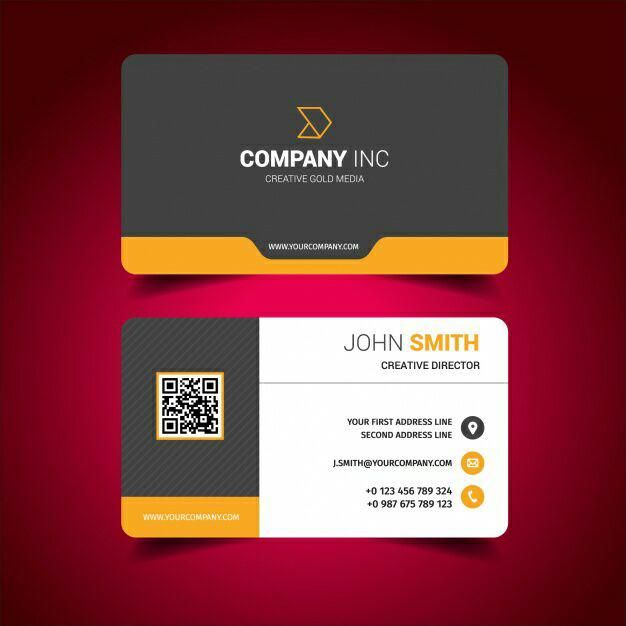 COMPANY INC
CREATIVE GOLD MEDIA
WWW.YOURCOMPANY.COM
JOHN SMITH
CREATIVE DIRECTOR
YOUR FIRST ADDRESS LINE
SECOND ADDRESS LINE
J.SMITH@YOURCOMPANY.COM
+0 123 456 789 324
+0 987 675 789 123
WWW.YOURCOMPANY.COM